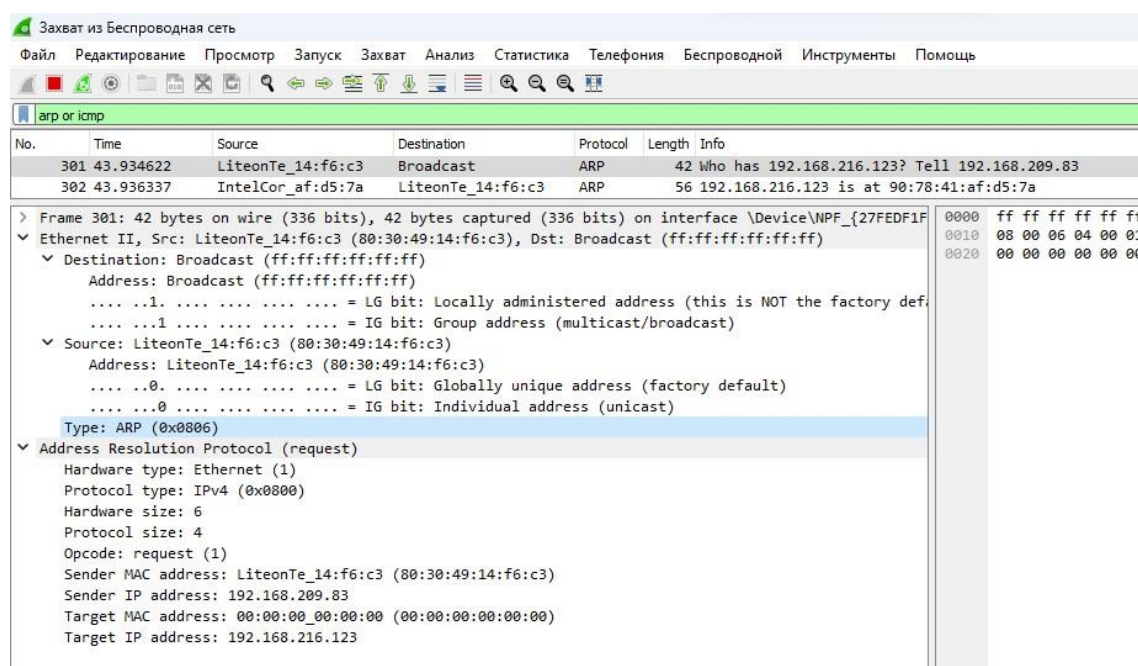 Захват из Беспроводная сеть
Файл Редактирование Просмотр Запуск Захват Анализ Статистика Телефония Беспроводной Инструменты Помощь
arp or icmp
No. Time Source Destination Protocol Length Info
301 43.934622 LiteonTe_14:f6:c3 Broadcast ARP 42 Who has 192.168.216.123? Tell 192.168.209.83
302 43.936337 IntelCor_af:d5:7a LiteonTe_14:f6:c3 ARP 56 192.168.216.123 is at 90:78:41:af:d5:7a
Frame 301: 42 bytes on wire (336 bits), 42 bytes captured (336 bits) on interface \Device\NPF_{27FEDF1F
Ethernet II, Src: LiteonTe_14:f6:c3 (80:30:49:14:f6:c3), Dst: Broadcast (ff:ff:ff:ff:ff:ff)
Destination: Broadcast (ff:ff:ff:ff:ff:ff)
Address: Broadcast (ff:ff:ff:ff:ff:ff)
.... ..1. .... .... .... .... = LG bit: Locally administered address (this is NOT the factory
.... ...1 .... .... .... .... = IG bit: Group address (multicast/broadcast)
Source: LiteonTe_14:f6:c3 (80:30:49:14:f6:c3)
Address: LiteonTe_14:f6:c3 (80:30:49:14:f6:c3)
.... ..0. .... .... .... .... = LG bit: Globally unique address (factory default)
.... ...0 .... .... .... .... = IG bit: Individual address (unicast)
Type: ARP (0x0806)
Address Resolution Protocol (request)
Hardware type: Ethernet (1)
Protocol type: IPv4 (0x0800)
Hardware size: 6
Protocol size: 4
Opcode: request (1)
Sender MAC address: LiteonTe_14:f6:c3 (80:30:49:14:f6:c3)
Sender IP address: 192.168.209.83
Target MAC address: 00:00:00_00:00:00 (00:00:00:00:00:00)
Target IP address: 192.168.216.123
0000 ff ff ff ff ff ff
0010 08 00 06 04 00 01
0020 00 00 00 00 00 00